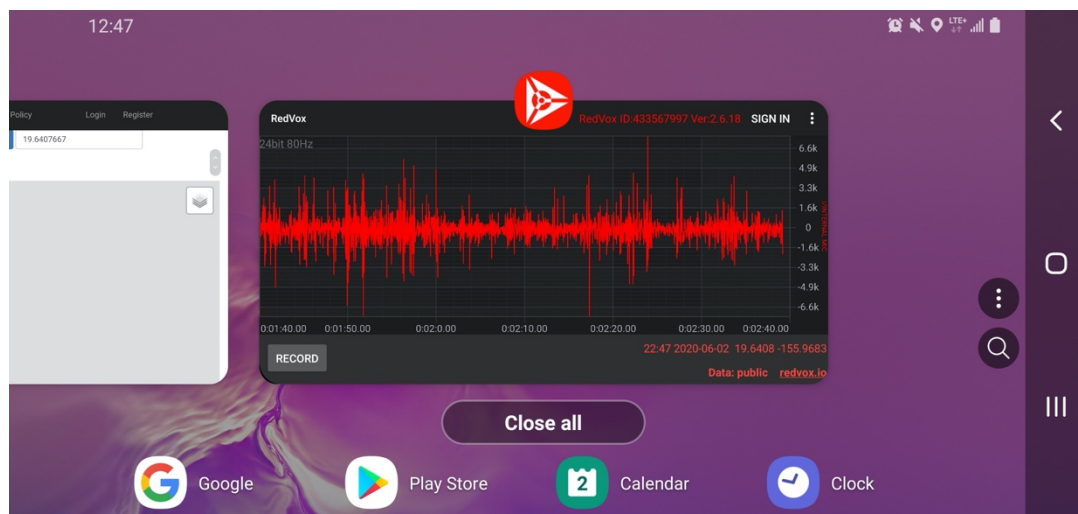 12:47
LTE+
Policy Login Register
19.6407667
RedVox
RedVox ID:433567997 Ver:2.6.18 SIGN IN
24bit 80Hz
6.6k
4.9k
3.3k
1.6k
0
-1.6k
-3.3k
-4.9k
-6.6k
0:01:40.00 0:01:50.00 0:02:0.00 0:02:10.00 0:02:20.00 0:02:30.00 0:02:40.00
RECORD
22:47 2020-06-02 19.6408 -155.9683
Data: public redvox.io
Close all
Google
Play Store
2 Calendar
Clock